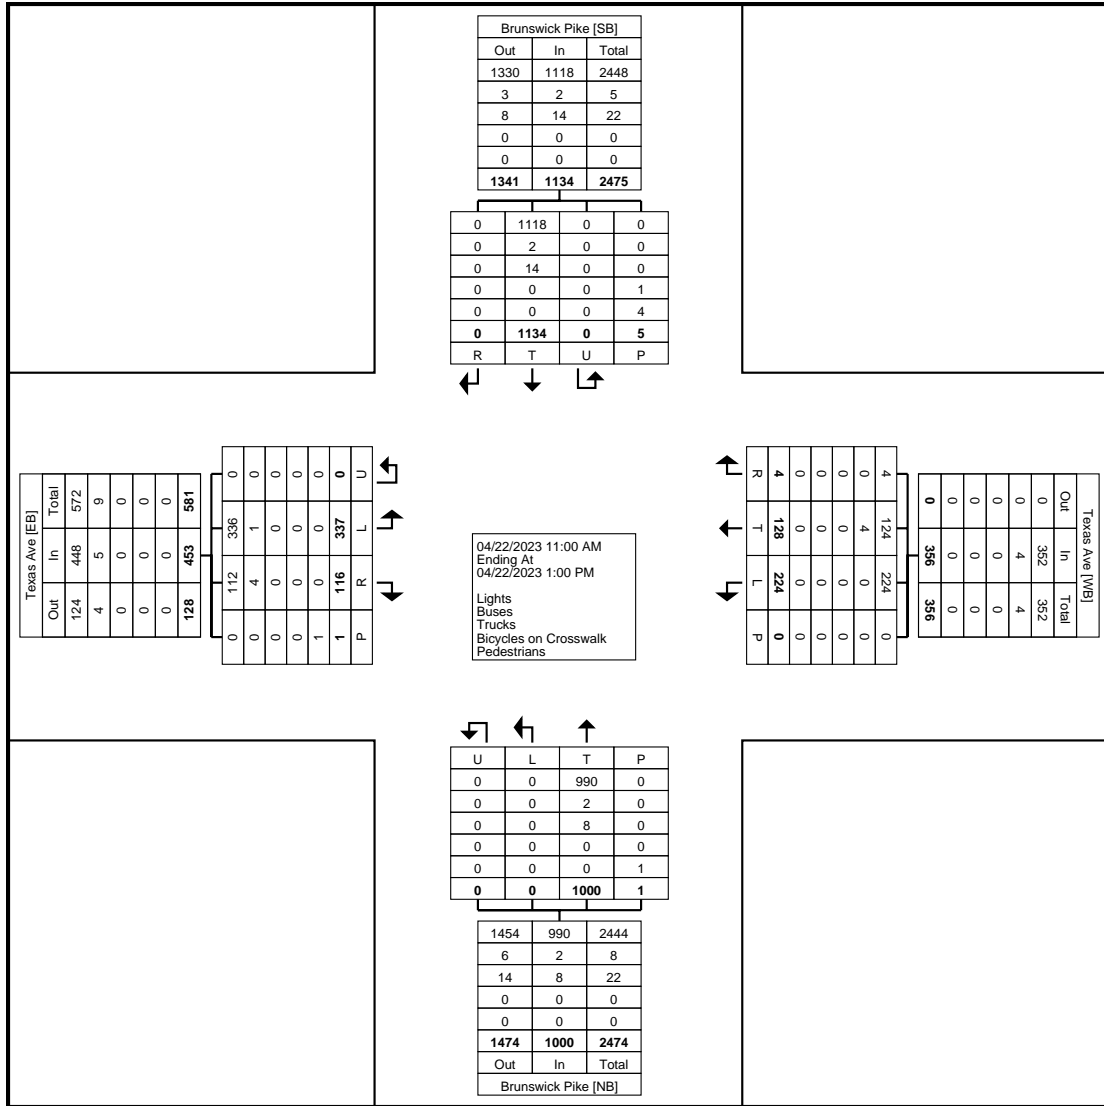 Brunswick Pike [SB]
Out In Total
1330 1118 2448
3 2 5
8 14 22
0 0 0
0 0 0
1341 1134 2475
0 1118 0 0
0 2 0 0
0 14 0 0
0 0 0 1
0 0 0 4
0 1134 0 5
R T U P
Texas Ave [EB]
Total 572 9 0 0 0 581
In 448 5 0 0 0 453
Out 124 4 0 0 0 128
0 0 0 0 0 0 U
336 1 0 0 0 337 L
112 4 0 0 0 116 R
0 0 0 0 1 1 P
04/22/2023 11:00 AM
Ending At
04/22/2023 1:00 PM
Lights
Buses
Trucks
Bicycles on Crosswalk
Pedestrians
R 4 0 0 0 0 4
T 128 0 0 0 4 124
L 224 0 0 0 0 224
P 0 0 0 0 0 0
0 0 0 0 0 0 Out
356 0 0 0 4 352 In
356 0 0 0 4 352 Total
Texas Ave [WB]
U L T P
0 0 990 0
0 0 2 0
0 0 8 0
0 0 0 0
0 0 0 1
0 0 1000 1
1454 990 2444
6 2 8
14 8 22
0 0 0
0 0 0
1474 1000 2474
Out In Total
Brunswick Pike [NB]